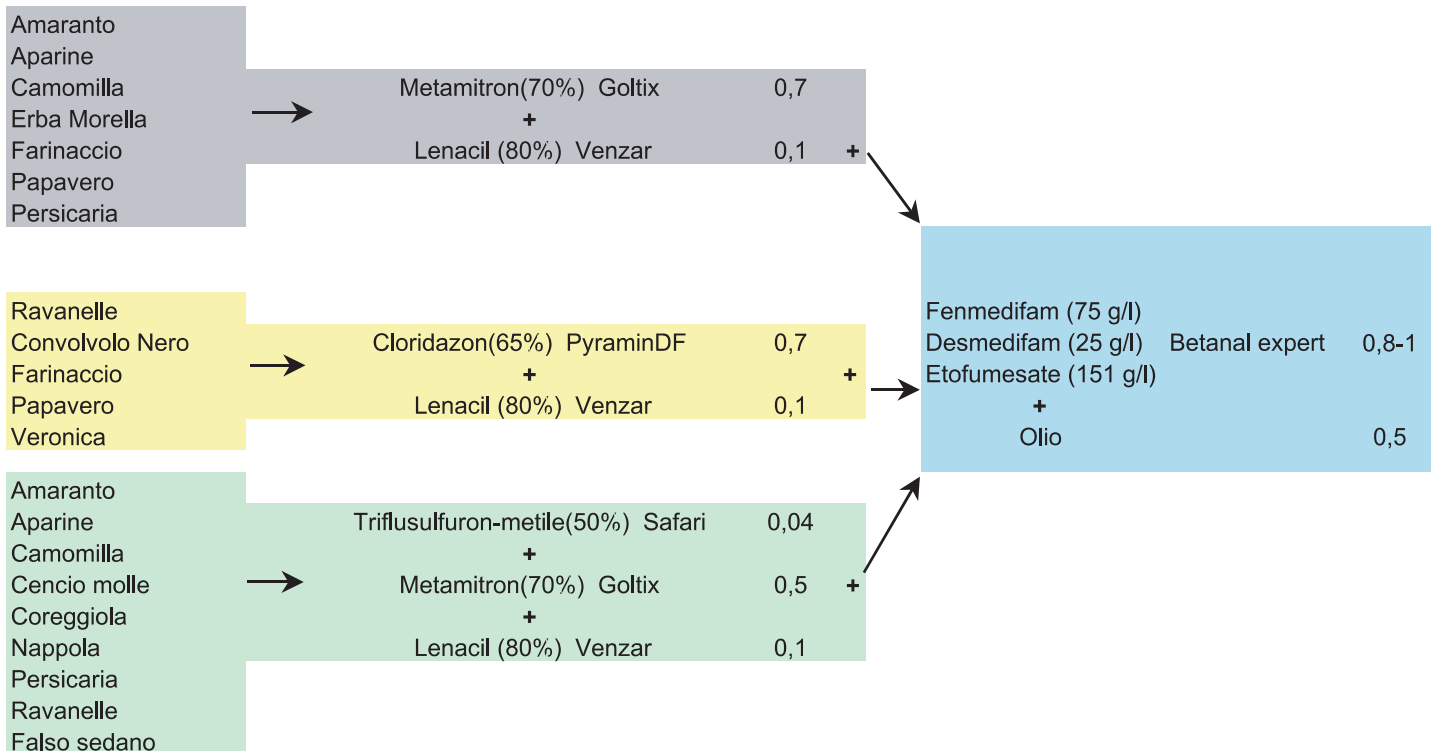 Amaranto
Aparine
Camomilla
Erba Morella
Farinaccio
Papavero
Persicaria
Metamitron(70%) Goltix 0,7
+
Lenacil (80%) Venzar 0,1 +
Ravanelle
Convolvolo Nero
Farinaccio
Papavero
Veronica
Cloridazon(65%) PyraminDF 0,7
+ +
Lenacil (80%) Venzar 0,1
Amaranto
Aparine
Camomilla
Cencio molle
Coreggiola
Nappola
Persicaria
Ravanelle
Falso sedano
Triflusulfuron-metile(50%) Safari 0,04
+
Metamitron(70%) Goltix 0,5 +
+
Lenacil (80%) Venzar 0,1
Fenmedifam (75 g/l)
Desmedifam (25 g/l) Betanal expert 0,8-1
Etofumesate (151 g/l)
+
Olio 0,5